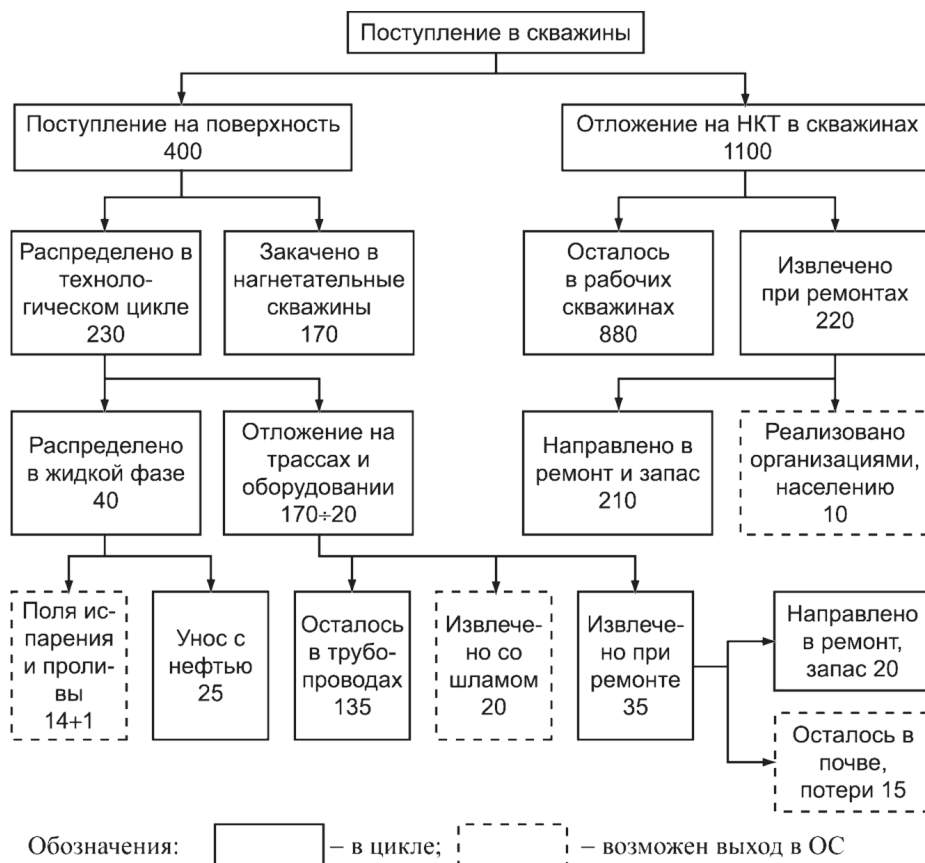 Поступление в скважины
Поступление на поверхность
400
Отложение на НКТ в скважинах
1100
Распределено в
техноло-
гическом цикле
230
Закачено в
нагнетательные
скважины
170
Осталось
в рабочих
скважинах
880
Извлечено
при ремонтах
220
Распределено
в жидкой фазе
40
Отложение на
трассах и
оборудовании
170÷20
Направлено в
ремонт и запас
210
Реализовано
организациями,
населению
10
Поля ис-
парения
и проли-
вы
14+1
Унос с
нефтью
25
Осталось
в трубо-
проводах
135
Извлече-
но со
шламом
20
Извлече-
но при
ремонте
35
Направлено
в ремонт,
запас 20
Осталось в
почве,
потери 15
Обозначения: – в цикле; – возможен выход в ОС